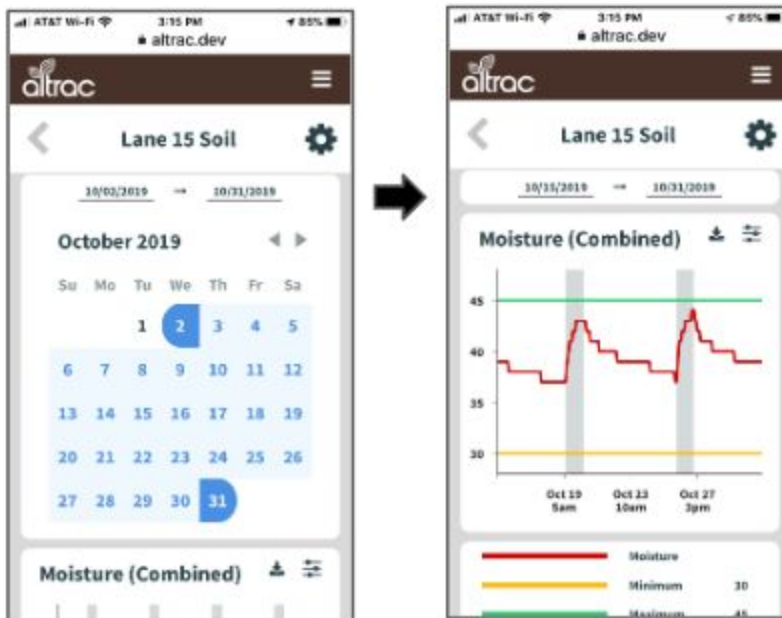 AT&T Wi-Fi 3:15 PM 85%
altrac.dev
altrac
Lane 15 Soil
10/02/2019 → 10/31/2019
October 2019
Su Mo Tu We Th Fr Sa
1 2 3 4 5
6 7 8 9 10 11 12
13 14 15 16 17 18 19
20 21 22 23 24 25 26
27 28 29 30 31
Moisture (Combined)
AT&T Wi-Fi 3:15 PM 85%
altrac.dev
altrac
Lane 15 Soil
10/15/2019 → 10/31/2019
Moisture (Combined)
45
40
35
30
Oct 19 Oct 23 Oct 27
5am 10am 3pm
Moisture
Minimum 30
Maximum 45